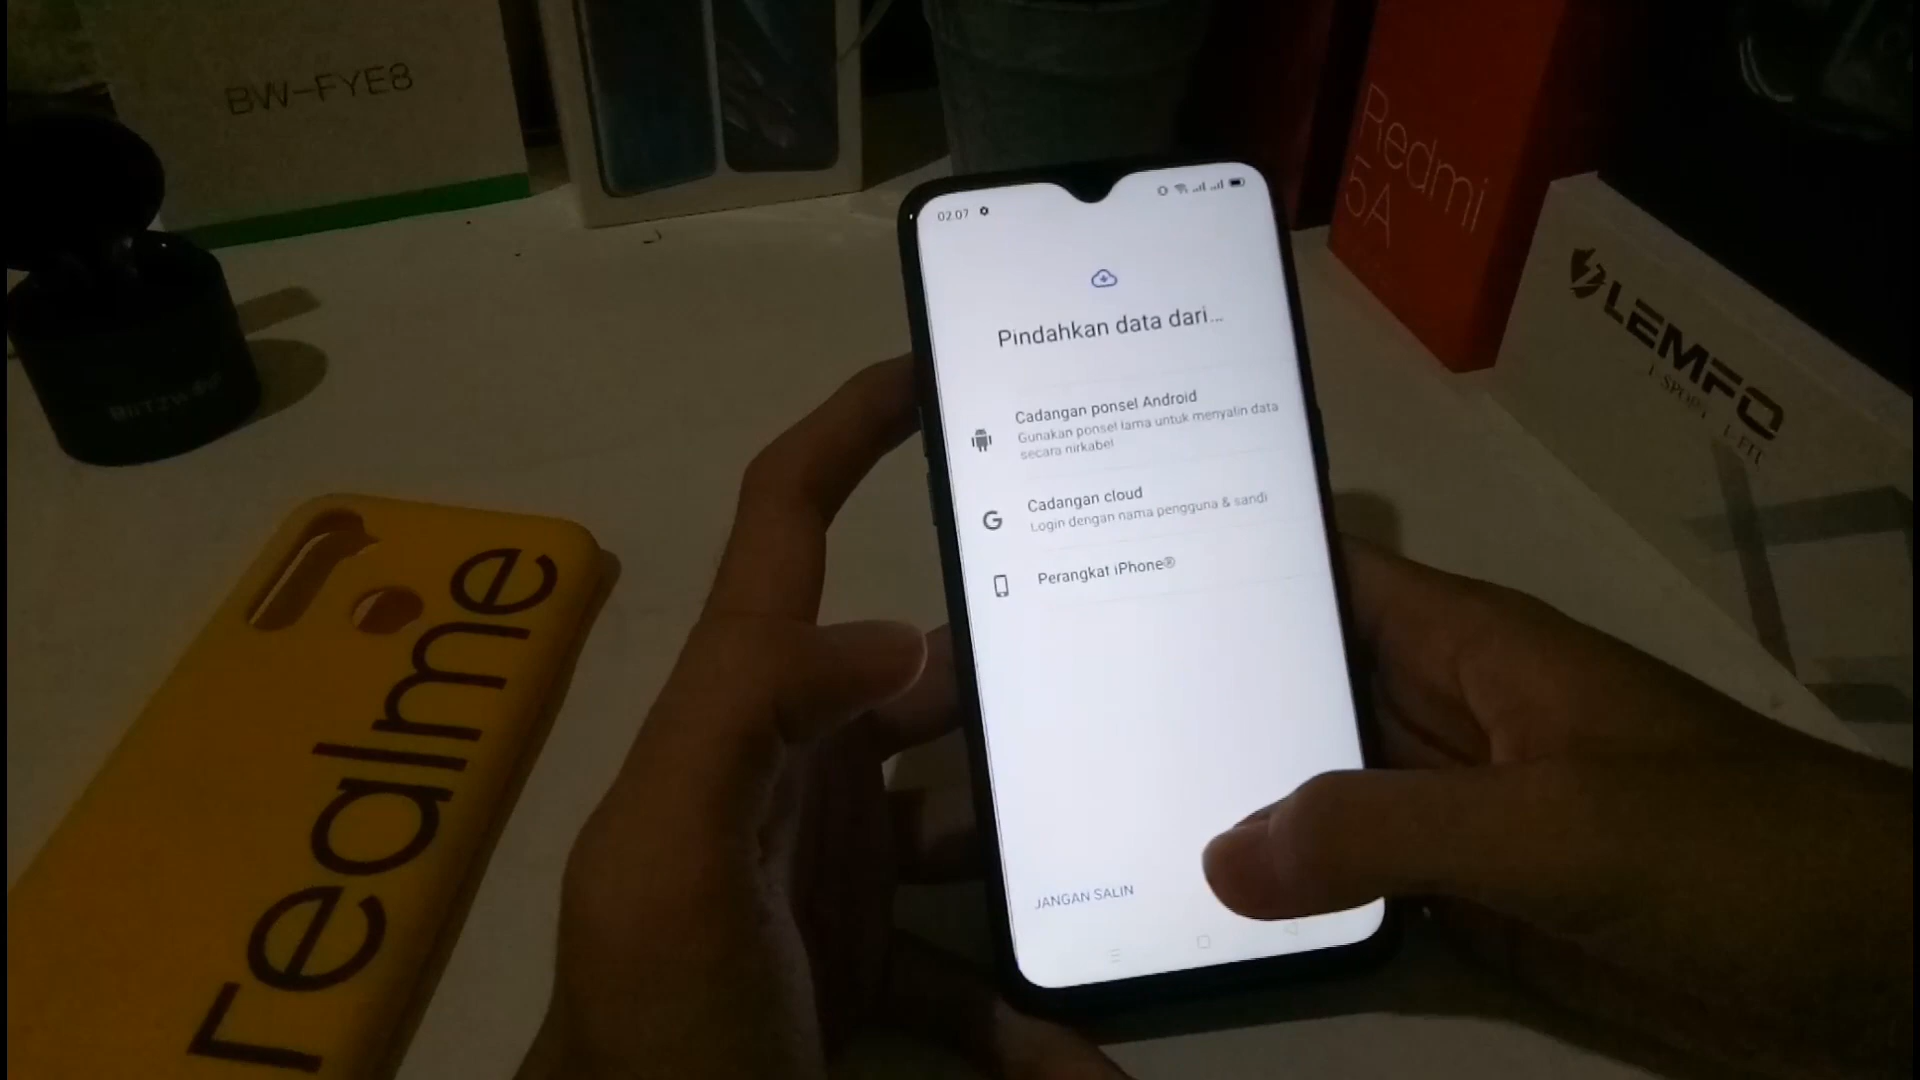 BW-FYE8
BLITZWOLF
realme
02.07
Pindahkan data dari...
Cadangan ponsel Android
Gunakan ponsel lama untuk menyalin data
secara nirkabel
Cadangan cloud
Login dengan nama pengguna & sandi
Perangkat iPhone®
JANGAN SALIN
Redmi
5A
LEMFO